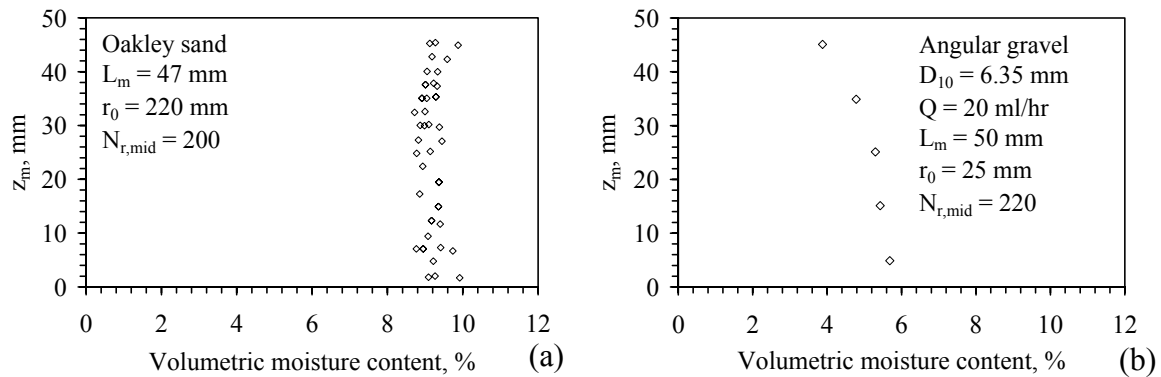 50
40
30
20
10
0
z_m, mm
Oakley sand
L_m = 47 mm
r_0 = 220 mm
N_r,mid = 200
0 2 4 6 8 10 12
Volumetric moisture content, %
(a)
50
40
30
20
10
0
z_m, mm
Angular gravel
D_10 = 6.35 mm
Q = 20 ml/hr
L_m = 50 mm
r_0 = 25 mm
N_r,mid = 220
0 2 4 6 8 10 12
Volumetric moisture content, %
(b)